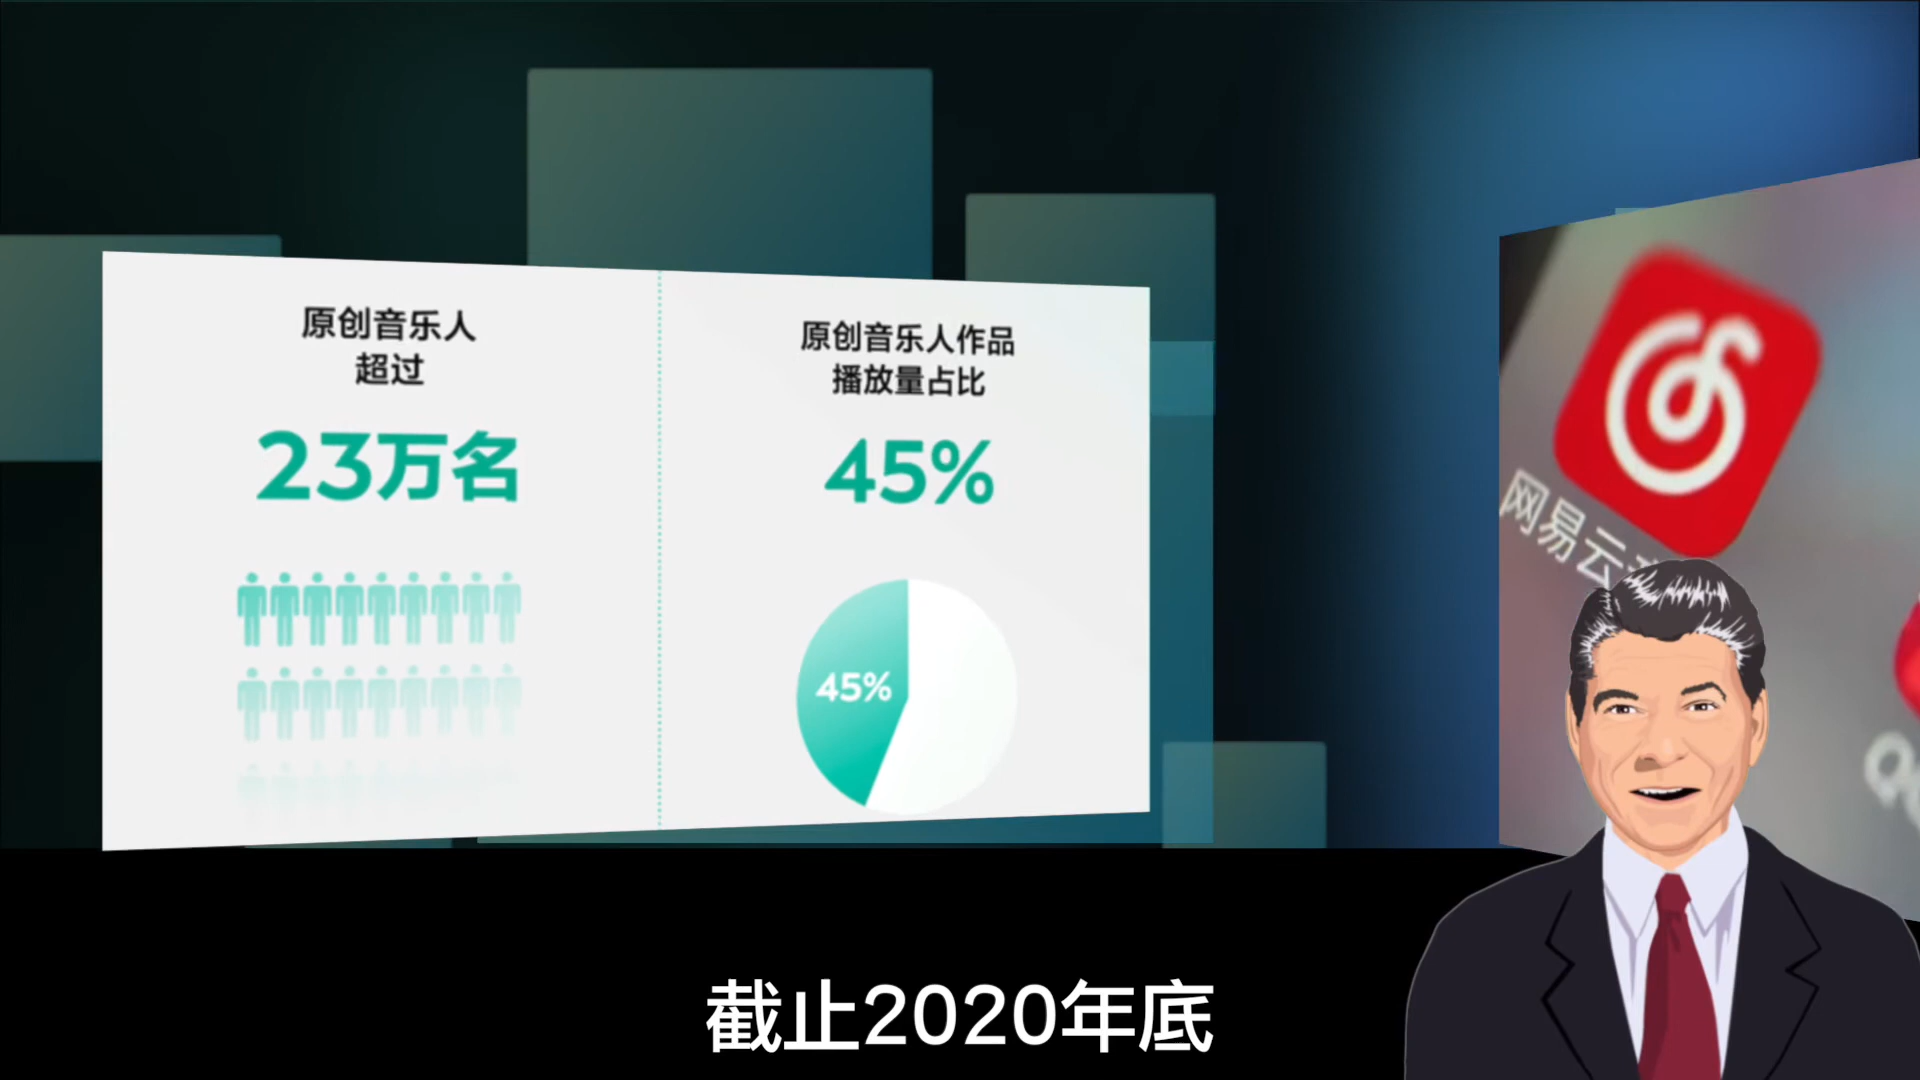 原创音乐人
超过
23万名
原创音乐人作品
播放量占比
45%
45%
网易云
截止2020年底